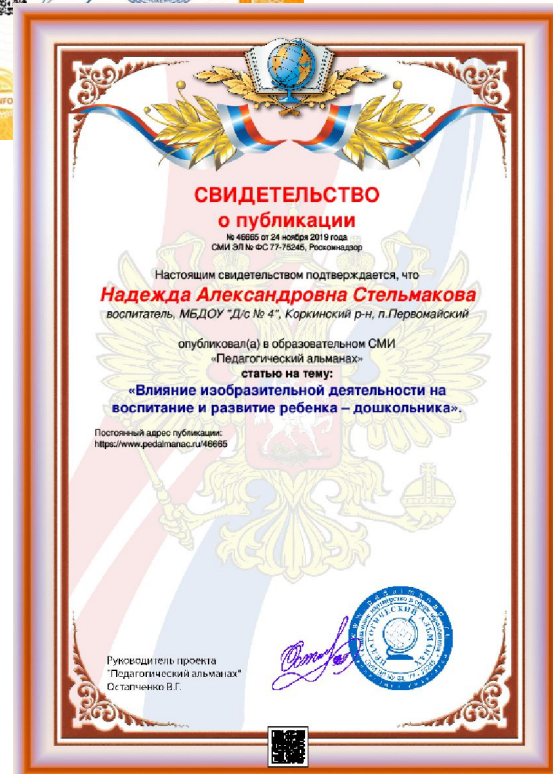 СВИДЕТЕЛЬСТВО
о публикации
№ 46665 от 24 ноября 2019 года
СМИ ЭЛ № ФС 77-75245, Роскомнадзор
Настоящим свидетельством подтверждается, что
Надежда Александровна Стельмакова
воспитатель, МБДОУ "Д/с № 4", Коркинский р-н, п.Первомайский
опубликовал(а) в образовательном СМИ
«Педагогический альманах»
статью на тему:
«Влияние изобразительной деятельности на
воспитание и развитие ребенка – дошкольника».
Постоянный адрес публикации:
https://www.pedalmanac.ru/46665
Руководитель проекта
"Педагогический альманах"
Остапченко В.Г.
ПЕДАГОГИЧЕСКИЙ АЛЬМАНАХ